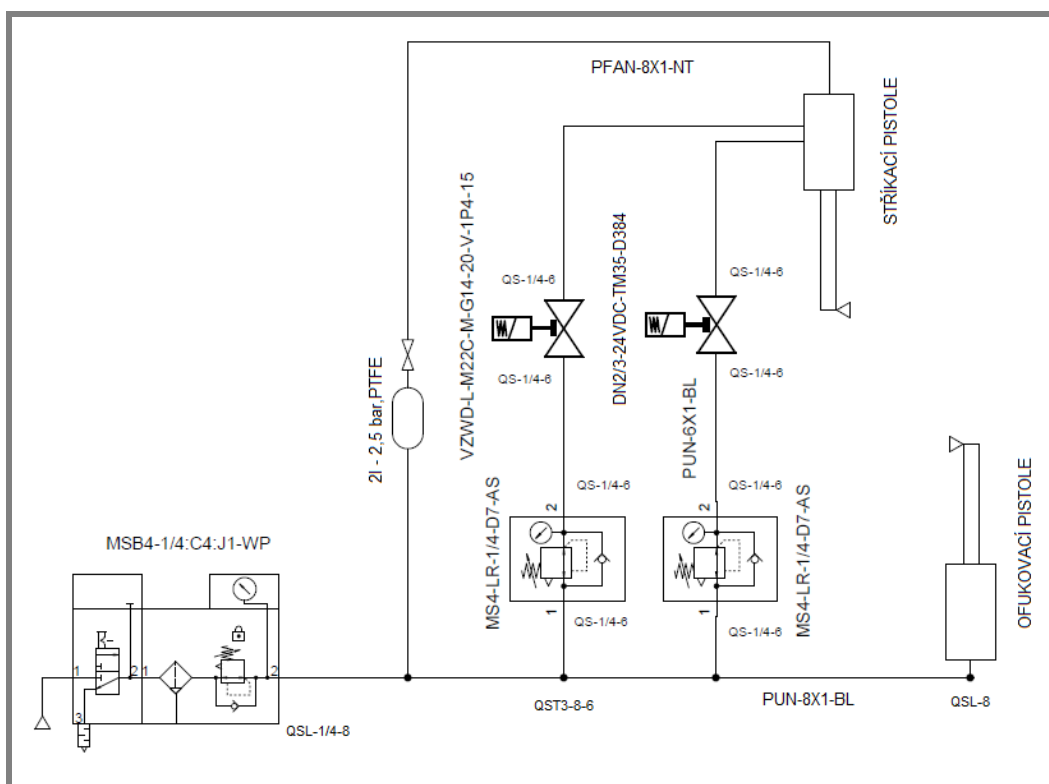 PFAN-8X1-NT
STŘÍKACÍ PISTOLE
VZWD-L-M22C-M-G14-20-V-1P4-15
DN2/3-24VDC-TM35-D384
QS-1/4-6
QS-1/4-6
QS-1/4-6
QS-1/4-6
2l - 2,5 bar,PTFE
PUN-6X1-BL
QS-1/4-6
QS-1/4-6
MS4-LR-1/4-D7-AS
2
1
2
1
MS4-LR-1/4-D7-AS
OFUKOVACÍ PISTOLE
MSB4-1/4:C4:J1-WP
QS-1/4-6
QS-1/4-6
1
2
1
2
3
QSL-1/4-8
QST3-8-6
PUN-8X1-BL
QSL-8